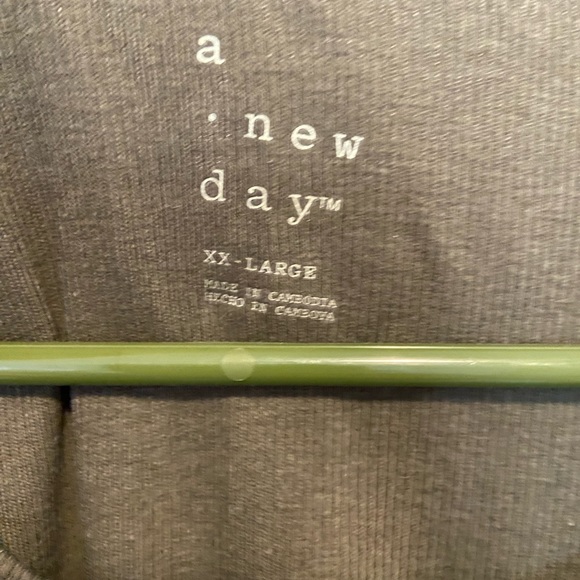 a
· new
day™
XX-LARGE
MADE IN CAMBODIA
HECHO EN CAMBOYA